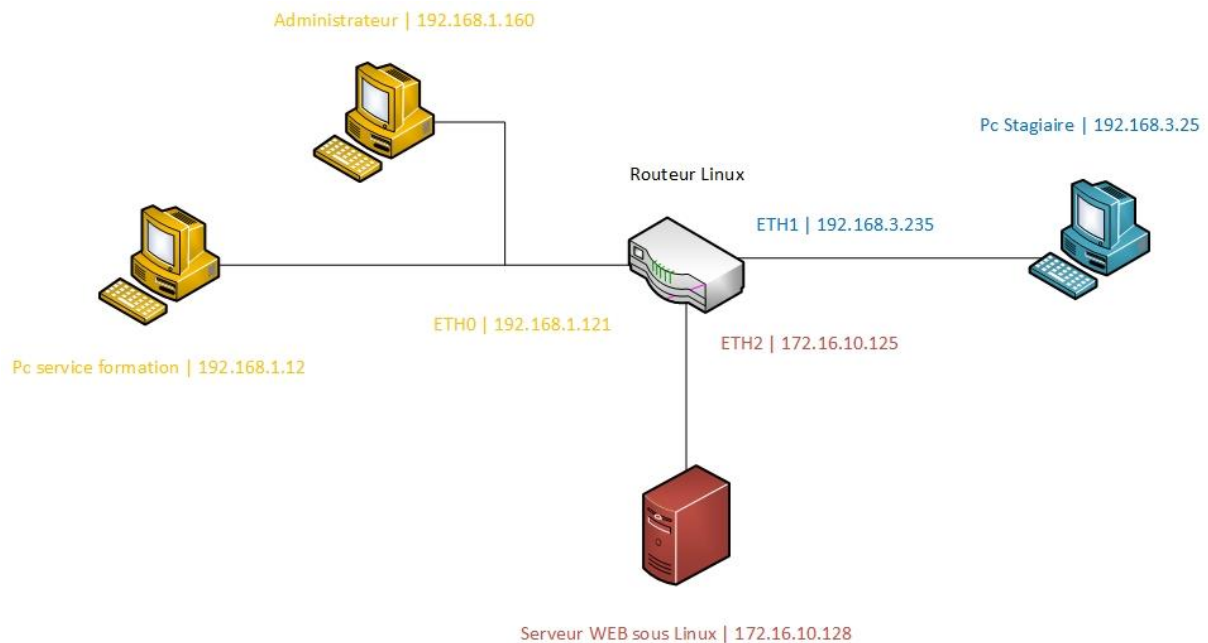 Administrateur | 192.168.1.160
Pc Stagiaire | 192.168.3.25
Routeur Linux
ETH1 | 192.168.3.235
ETH0 | 192.168.1.121
ETH2 | 172.16.10.125
Pc service formation | 192.168.1.12
Serveur WEB sous Linux | 172.16.10.128